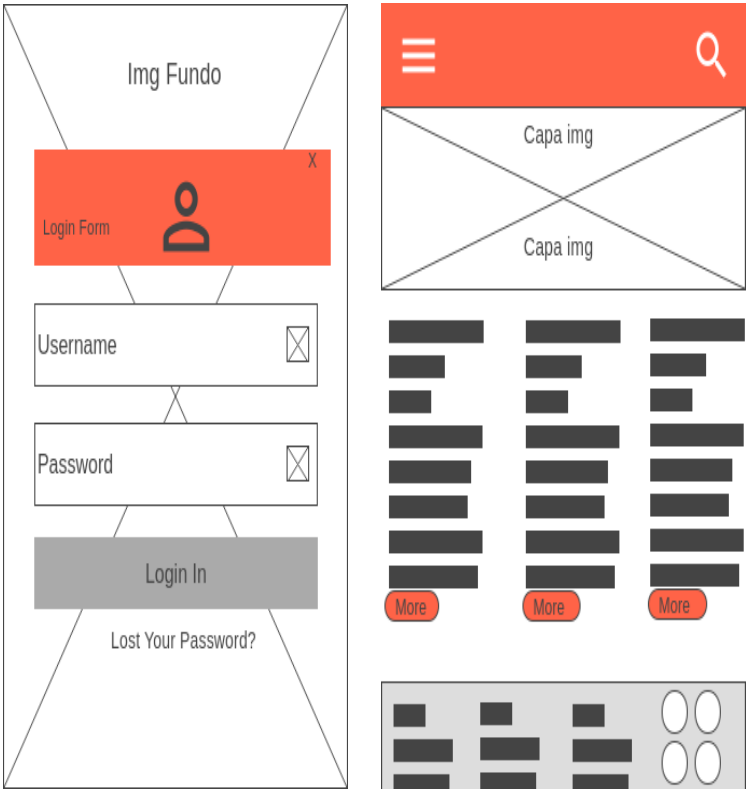 Img Fundo
X
Login Form
Username
Password
Login In
Lost Your Password?
Capa img
Capa img
More
More
More